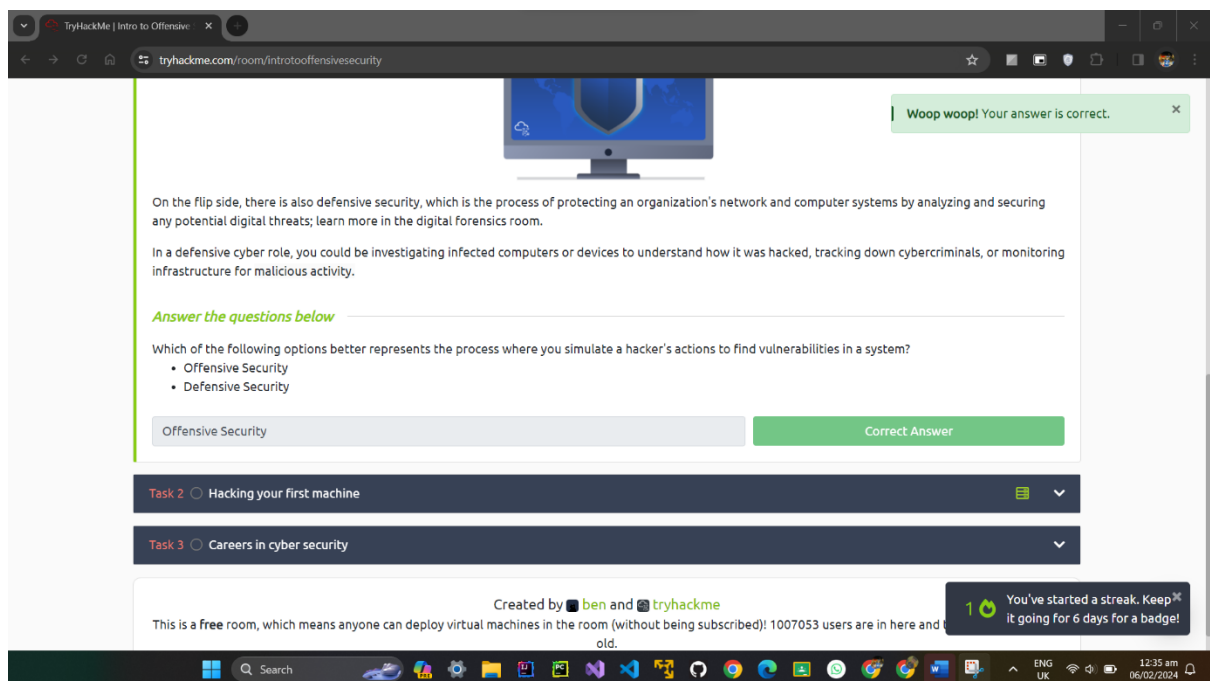 TryHackMe | Intro to Offensive
tryhackme.com/room/introtooffensivesecurity
Woop woop! Your answer is correct.
On the flip side, there is also defensive security, which is the process of protecting an organization's network and computer systems by analyzing and securing
any potential digital threats; learn more in the digital forensics room.
In a defensive cyber role, you could be investigating infected computers or devices to understand how it was hacked, tracking down cybercriminals, or monitoring
infrastructure for malicious activity.
Answer the questions below
Which of the following options better represents the process where you simulate a hacker's actions to find vulnerabilities in a system?
• Offensive Security
• Defensive Security
Offensive Security
Correct Answer
Task 2 Hacking your first machine
Task 3 Careers in cyber security
Created by ben and tryhackme
This is a free room, which means anyone can deploy virtual machines in the room (without being subscribed)! 1007053 users are in here and
old.
1 You've started a streak. Keep
it going for 6 days for a badge!
Search
ENG
UK
12:35 am
06/02/2024